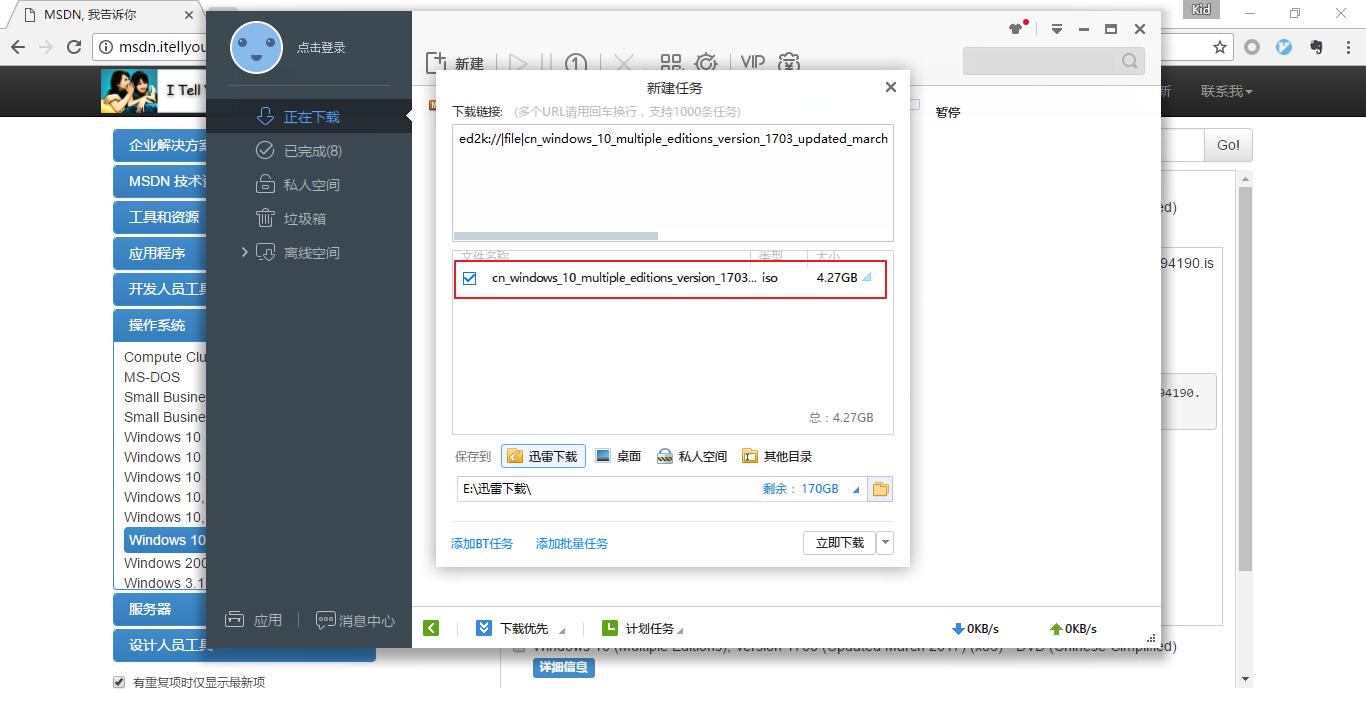 MSDN, 我告诉你
Kid
msdn.itellyou
I Tell
新
联系我
企业解决方案
MSDN 技术资
工具和资源
应用程序
开发人员工具
操作系统
Compute Clu
MS-DOS
Small Busine
Small Busine
Windows 10
Windows 10
Windows 10
Windows 10,
Windows 10,
Windows 10
Windows 200
Windows 3.1
服务器
设计人员工具
有重复项时仅显示最新项
点击登录
正在下载
已完成(8)
私人空间
垃圾箱
离线空间
应用
消息中心
新建
VIP
暂停
新建任务
下载链接:
(多个URL请用回车换行，支持1000条任务)
ed2k://|file|cn_windows_10_multiple_editions_version_1703_updated_march
文件名称
类型
大小
cn_windows_10_multiple_editions_version_1703...
iso
4.27GB
总：4.27GB
保存到
迅雷下载
桌面
私人空间
其他目录
E:\迅雷下载\
剩余：170GB
添加BT任务
添加批量任务
立即下载
下载优先
计划任务
0KB/s
0KB/s
Go!
ed)
94190.is
94190.
Windows 10 (Multiple Editions), Version 1703 (Updated March 2017) (x86) - DVD (Chinese-Simplified)
详细信息